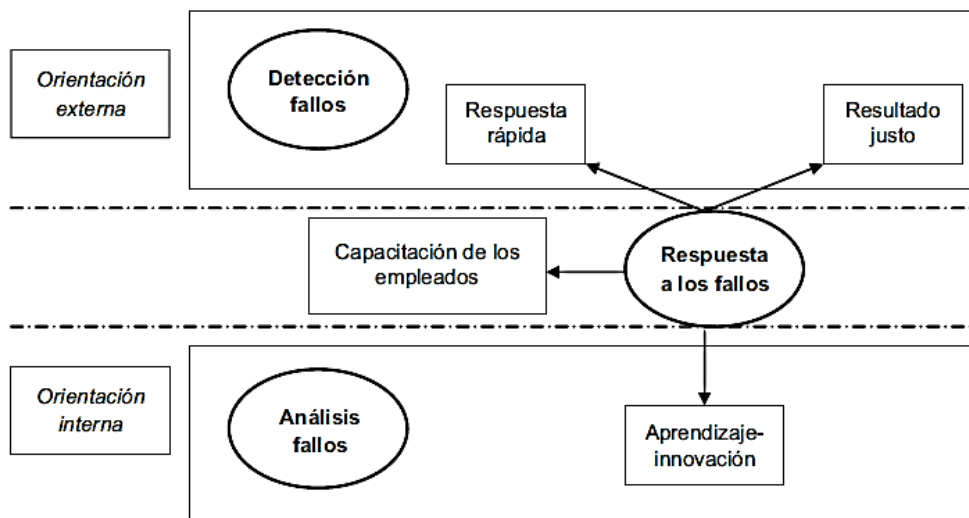 Orientación
externa
Detección
fallos
Respuesta
rápida
Resultado
justo
Capacitación de los
empleados
Respuesta
a los fallos
Orientación
interna
Análisis
fallos
Aprendizaje-
innovación